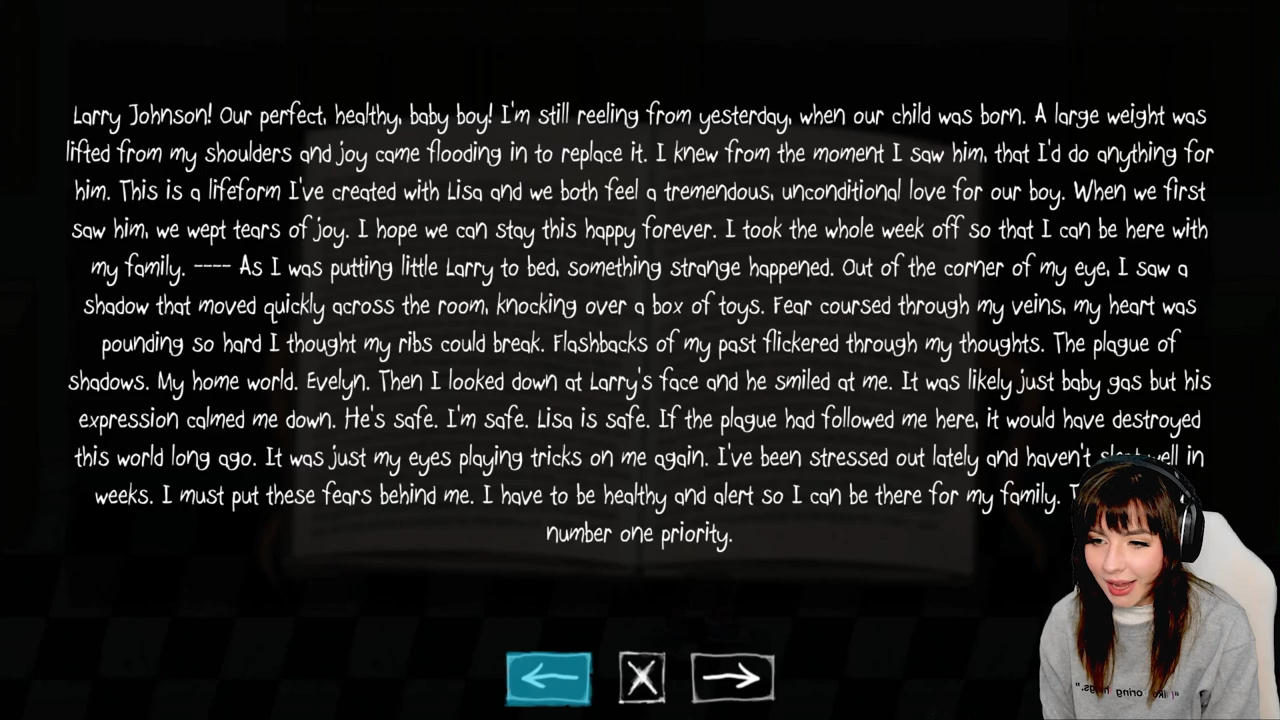 Larry Johnson! Our perfect, healthy, baby boy! I'm still reeling from yesterday, when our child was born. A large weight was
lifted from my shoulders and joy came flooding in to replace it. I knew from the moment I saw him, that I'd do anything for
him. This is a lifeform I've created with Lisa and we both feel a tremendous, unconditional love for our boy. When we first
saw him, we wept tears of joy. I hope we can stay this happy forever. I took the whole week off so that I can be here with
my family. ---- As I was putting little Larry to bed, something strange happened. Out of the corner of my eye, I saw a
shadow that moved quickly across the room, knocking over a box of toys. Fear coursed through my veins, my heart was
pounding so hard I thought my ribs could break. Flashbacks of my past flickered through my thoughts. The plague of
shadows. My home world. Evelyn. Then I looked down at Larry's face and he smiled at me. It was likely just baby gas but his
expression calmed me down. He's safe. I'm safe. Lisa is safe. If the plague had followed me here, it would have destroyed
this world long ago. It was just my eyes playing tricks on me again. I've been stressed out lately and haven't slept well in
weeks. I must put these fears behind me. I have to be healthy and alert so I can be there for my family.
number one priority.